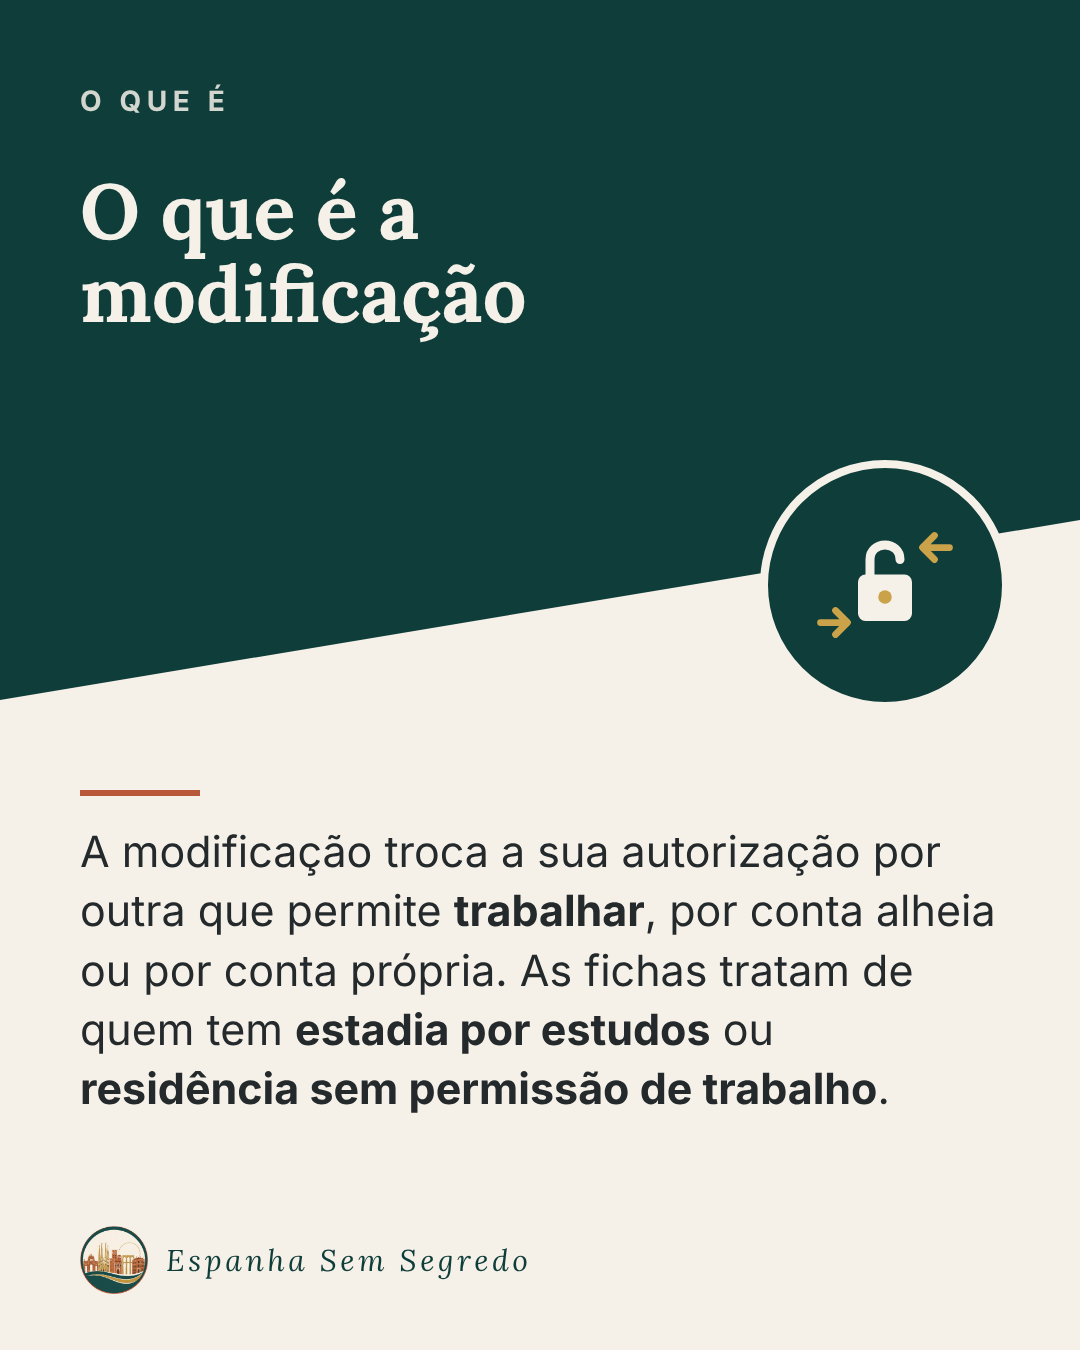 O QUE É
O que é a
modificação
A modificação troca a sua autorização por
outra que permite trabalhar, por conta alheia
ou por conta própria. As fichas tratam de
quem tem estadia por estudos ou
residência sem permissão de trabalho.
Espanha Sem Segredo